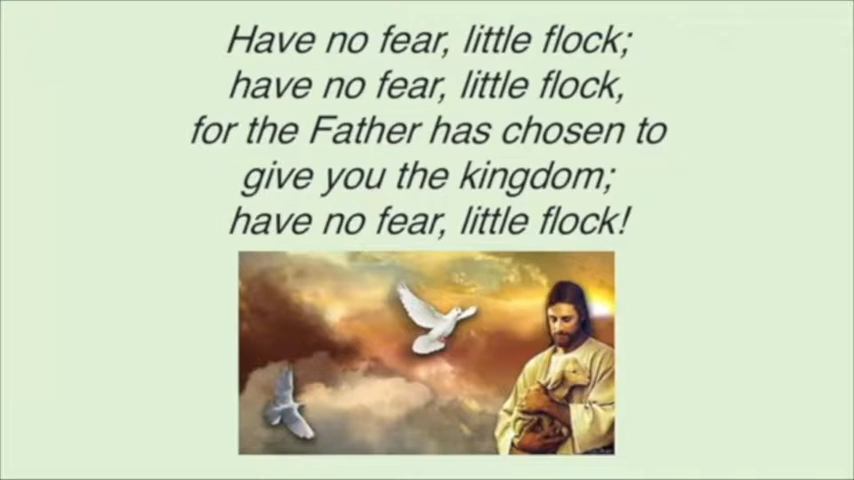 Have no fear, little flock;
have no fear, little flock,
for the Father has chosen to
give you the kingdom;
have no fear, little flock!